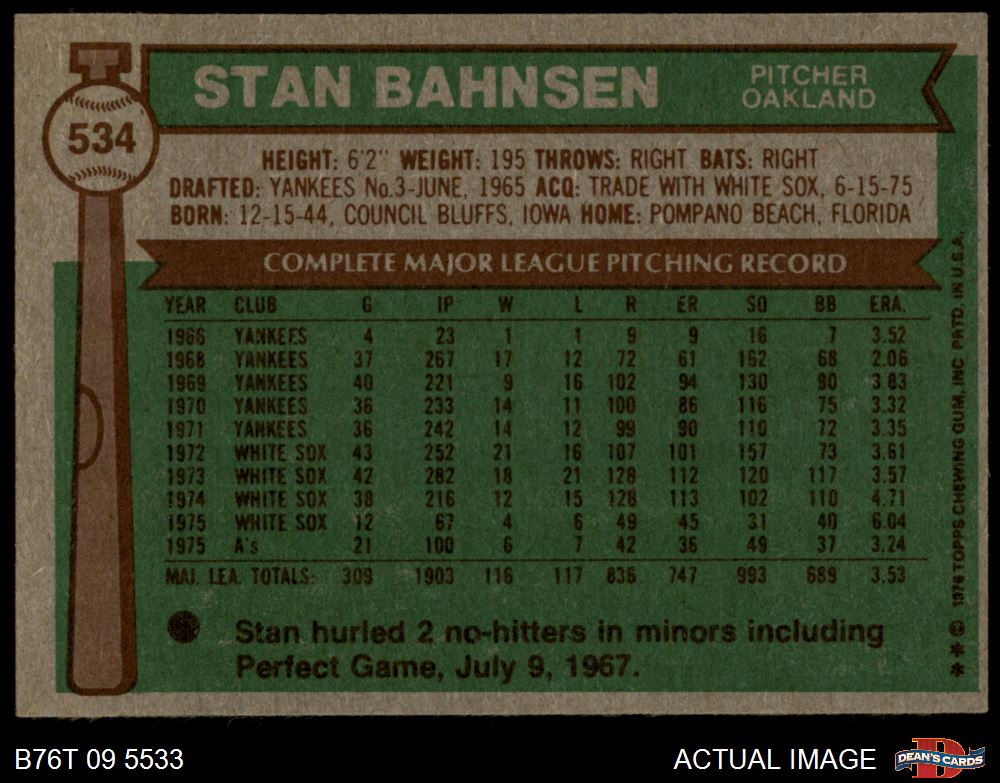 534
STAN BAHNSEN
PITCHER
OAKLAND
HEIGHT: 6'2" WEIGHT: 195 THROWS: RIGHT BATS: RIGHT
DRAFTED: YANKEES No.3-JUNE, 1965 ACQ: TRADE WITH WHITE SOX, 6-15-75
BORN: 12-15-44, COUNCIL BLUFFS, IOWA HOME: POMPANO BEACH, FLORIDA
COMPLETE MAJOR LEAGUE PITCHING RECORD
YEAR CLUB G IP W L R ER SO BB ERA.
1966 YANKEES 4 23 1 1 9 9 16 7 3.52
1968 YANKEES 37 267 17 12 72 61 162 68 2.06
1969 YANKEES 40 221 9 16 102 94 130 90 3.83
1970 YANKEES 36 233 14 11 100 86 116 75 3.32
1971 YANKEES 36 242 14 12 99 90 110 72 3.35
1972 WHITE SOX 43 252 21 16 107 101 157 73 3.61
1973 WHITE SOX 42 282 18 21 128 112 120 117 3.57
1974 WHITE SOX 38 216 12 15 128 113 102 110 4.71
1975 WHITE SOX 12 67 4 6 49 45 31 40 6.04
1975 A's 21 100 6 7 42 36 49 37 3.24
MAJ. LEA. TOTALS: 309 1903 116 117 836 747 993 689 3.53
Stan hurled 2 no-hitters in minors including
Perfect Game, July 9, 1967.
** © 1976 TOPPS CHEWING GUM, INC PRTD. IN U.S.A.
B76T 09 5533
ACTUAL IMAGE
DEAN'S CARDS